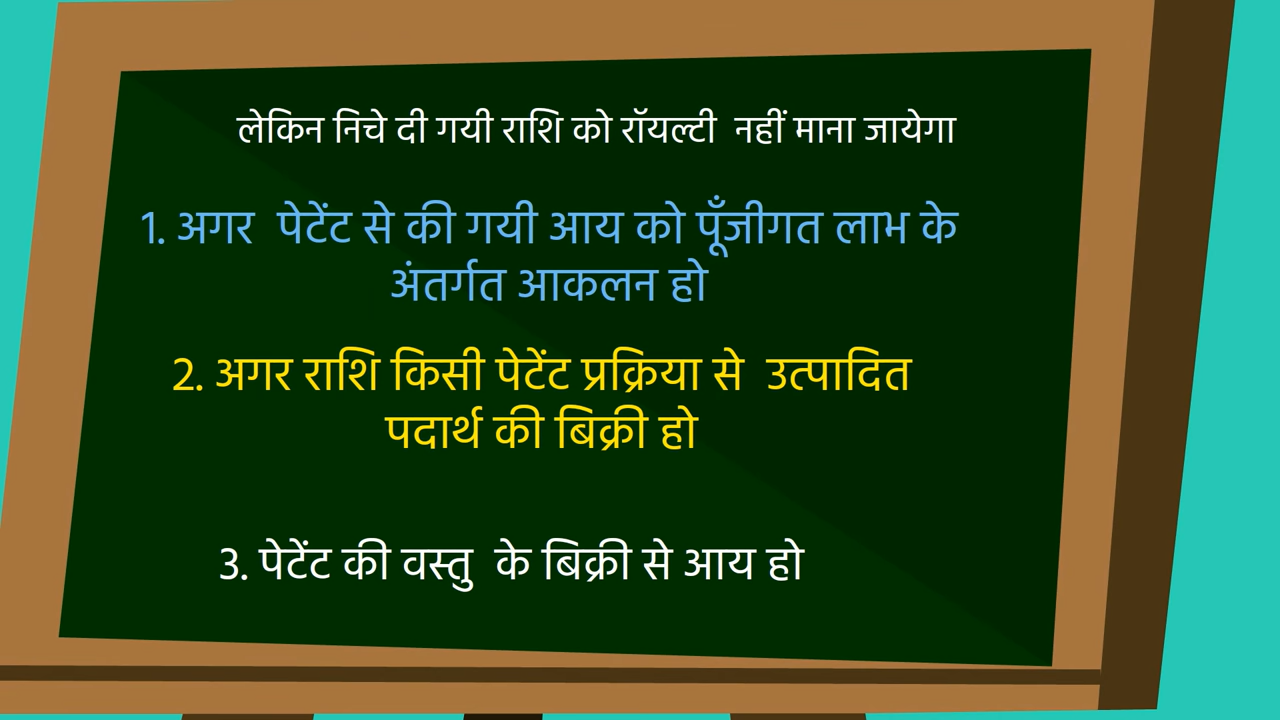 लेकिन निचे दी गयी राशि को रॉयल्टी नहीं माना जायेगा
1. अगर पेटेंट से की गयी आय को पूँजीगत लाभ के
अंतर्गत आकलन हो
2. अगर राशि किसी पेटेंट प्रक्रिया से उत्पादित
पदार्थ की बिक्री हो
3. पेटेंट की वस्तु के बिक्री से आय हो